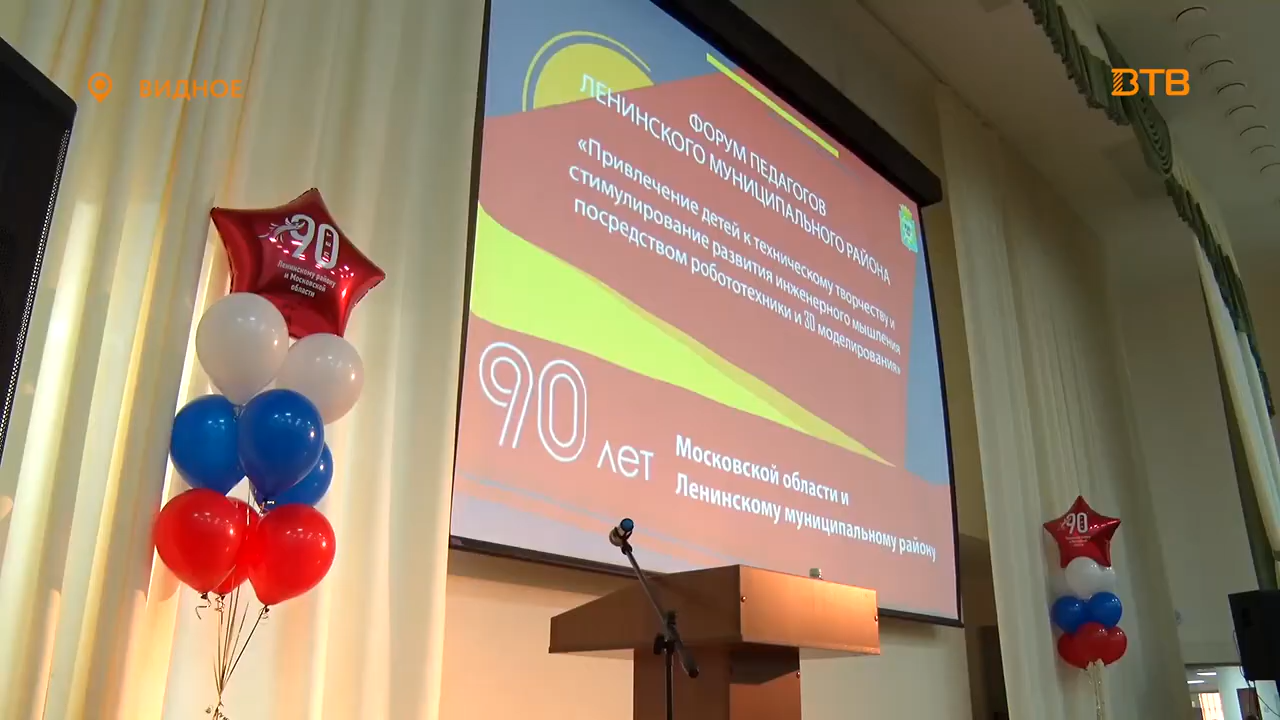 ВИДНОЕ
ВТВ
ФОРУМ ПЕДАГОГОВ
ЛЕНИНСКОГО МУНИЦИПАЛЬНОГО РАЙОНА
«Привлечение детей к техническому творчеству и
стимулирование развития инженерного мышления
посредством робототехники и 3D моделирования»
90 лет
Московской области и
Ленинскому муниципальному району
90
ЛЕТ
Ленинскому району
и Московской
области
90